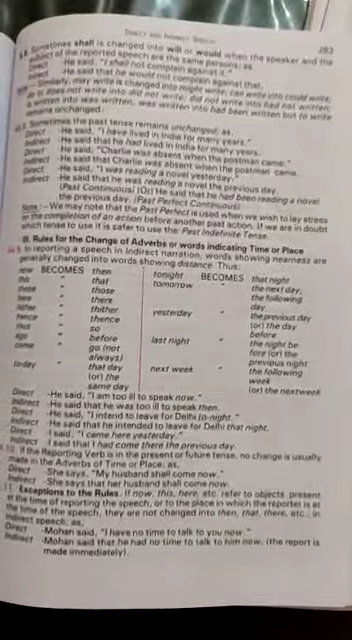 DIRECT AND INDIRECT SPEECH 283
Sometimes shall is changed into will or would when the speaker and the
subject of the reported speech are the same persons; as,
Direct -He said, "I shall not complain against it."
Indirect -He said that he would not complain against that.
Note :-Similarly, may write is changed into might write; can write into could write;
is or does not write into did not write; did not write into had not written;
is written into was written, was written into had been written but to write
remains unchanged.
Sometimes the past tense remains unchanged; as,
Direct -He said, "I have lived in India for many years."
Indirect -He said that he had lived in India for many years.
Direct -He said, "Charlie was absent when the postman came."
Indirect -He said that Charlie was absent when the postman came.
Direct -He said, "I was reading a novel yesterday."
Indirect -He said that he was reading a novel the previous day.
(Past Continuous) (Or) He said that he had been reading a novel
the previous day. (Past Perfect Continuous)
Note :-We may note that the Past Perfect is used when we wish to lay stress
on the completion of an action before another past action. If we are in doubt
which tense to use it is safer to use the Past Indefinite Tense.
III. Rules for the Change of Adverbs or words indicating Time or Place
In reporting a speech in Indirect narration, words showing nearness are
generally changed into words showing distance. Thus:
now BECOMES then
this " that
these " those
here " there
hither " thither
hence " thence
thus " so
ago " before
come " go (not
always)
to-day " that day
(or) the
same day
tonight BECOMES that night
tomorrow " the next day,
the following
day
yesterday " the previous day
(or) the day
before
last night " the night be-
fore (or) the
previous night
next week " the following
week
(or) the next week
Direct -He said, "I am too ill to speak now."
Indirect -He said that he was too ill to speak then.
Direct -He said, "I intend to leave for Delhi to-night."
Indirect -He said that he intended to leave for Delhi that night.
Direct -I said, "I came here yesterday."
Indirect -I said that I had come there the previous day.
10. If the Reporting Verb is in the present or future tense, no change is usually
made in the Adverbs of Time or Place; as,
Direct -She says, "My husband shall come now."
Indirect -She says that her husband shall come now.
11. Exceptions to the Rules. If now, this, here, etc. refer to objects present
at the time of reporting the speech, or to the place in which the reporter is at
the time of the speech, they are not changed into then, that, there, etc., in
indirect speech; as,
Direct -Mohan said, "I have no time to talk to you now."
Indirect -Mohan said that he had no time to talk to him now. (the report is
made immediately).